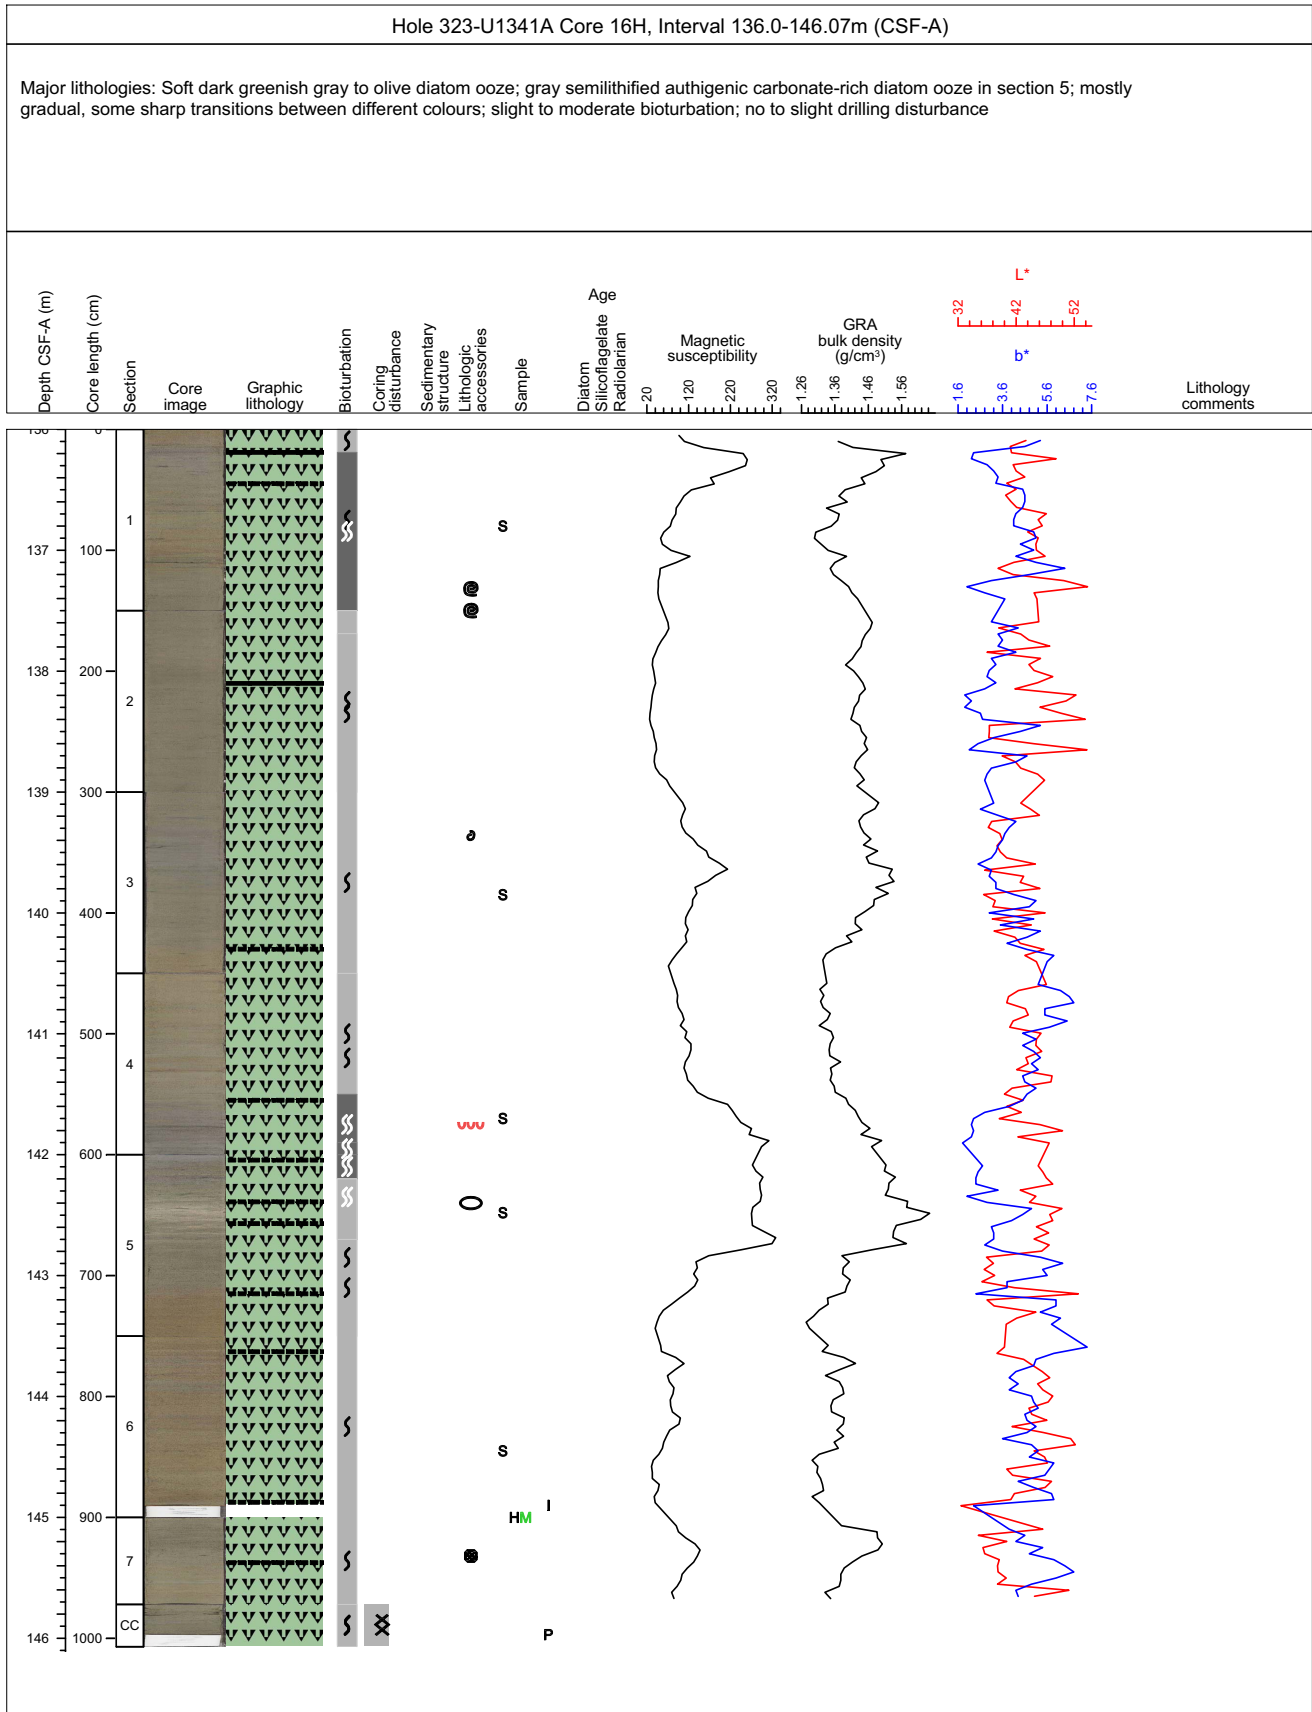 Hole 323-U1341A Core 16H, Interval 136.0-146.07m (CSF-A)
Major lithologies: Soft dark greenish gray to olive diatom ooze; gray semilithified authigenic carbonate-rich diatom ooze in section 5; mostly
gradual, some sharp transitions between different colours; slight to moderate bioturbation; no to slight drilling disturbance
Depth CSF-A (m)
Core length (cm)
Section
Core
image
Graphic
lithology
Bioturbation
Coring
disturbance
Sedimentary
structure
Lithologic
accessories
Sample
Age
Diatom
Silicoflagelate
Radiolarian
Magnetic
susceptibility
20 120 220 320
GRA
bulk density
(g/cm³)
1.26 1.36 1.46 1.56
L*
32 42 52
b*
1.6 3.6 5.6 7.6
Lithology
comments
1
S
137 100
138 200
2
139 300
3
S
140 400
141 500
4
S
142 600
S
5
143 700
144 800
6
S
I
145 900
HM
7
CC
P
146 1000